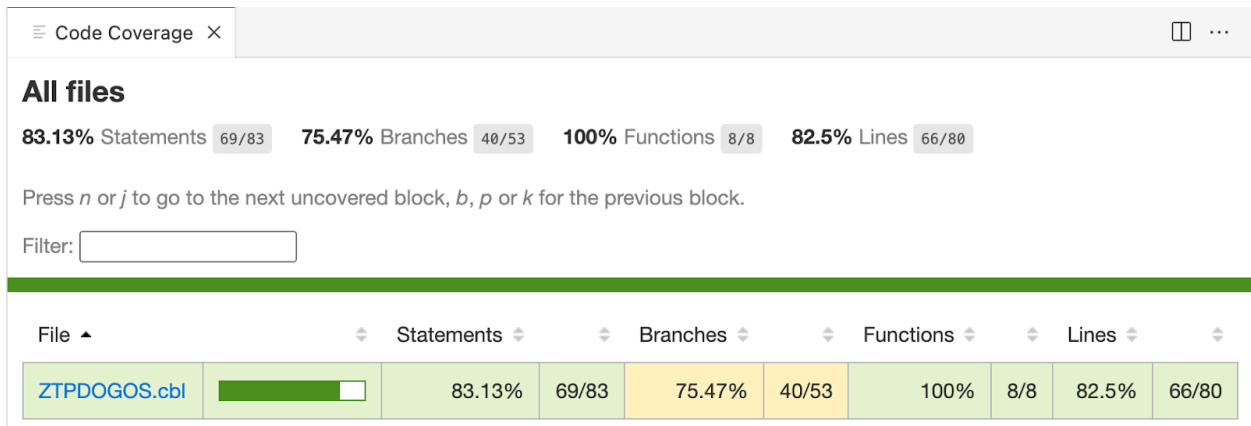 Code Coverage
All files
83.13% Statements 69/83 75.47% Branches 40/53 100% Functions 8/8 82.5% Lines 66/80
Press n or j to go to the next uncovered block, b, p or k for the previous block.
Filter:
File Statements Branches Functions Lines
ZTPDOGOS.cbl 83.13% 69/83 75.47% 40/53 100% 8/8 82.5% 66/80